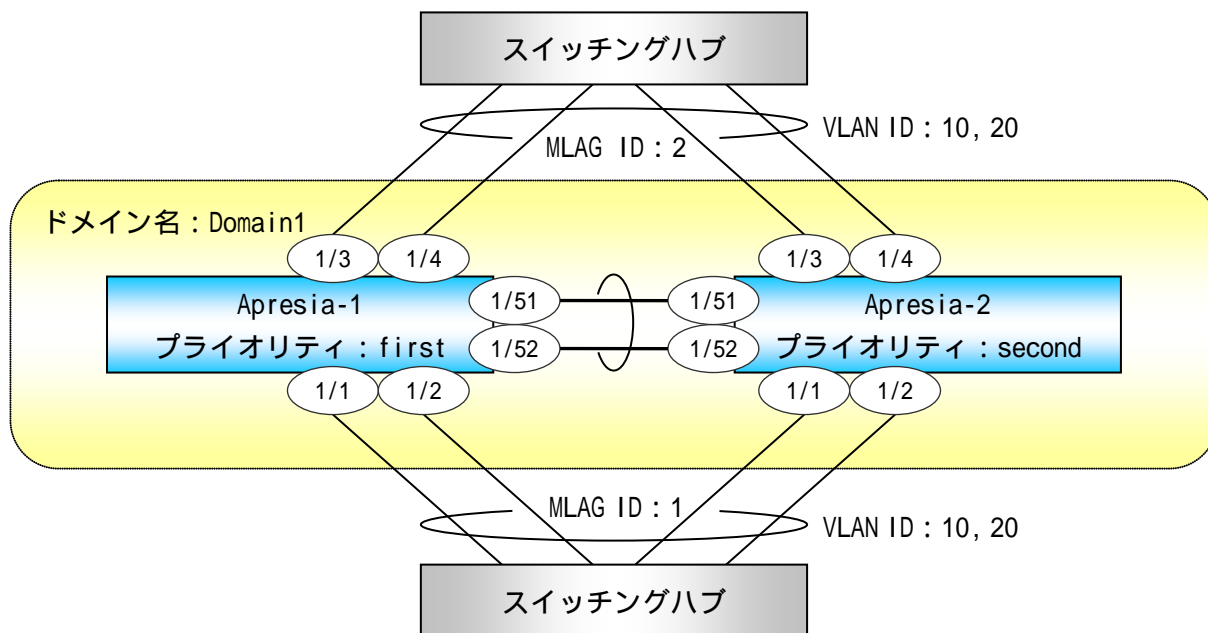 スイッチングハブ
VLAN ID：10, 20
MLAG ID：2
ドメイン名：Domain1
1/3 1/4 1/3 1/4
Apresia-1 1/51 1/51 Apresia-2
プライオリティ：first 1/52 1/52 プライオリティ：second
1/1 1/2 1/1 1/2
MLAG ID：1
VLAN ID：10, 20
スイッチングハブ